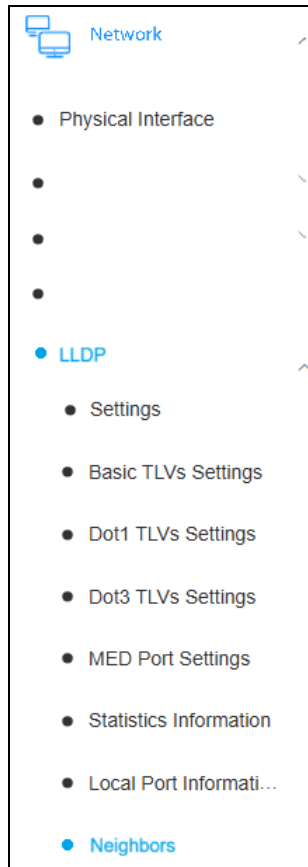 Network
Physical Interface
LLDP
Settings
Basic TLVs Settings
Dot1 TLVs Settings
Dot3 TLVs Settings
MED Port Settings
Statistics Information
Local Port Informati...
Neighbors